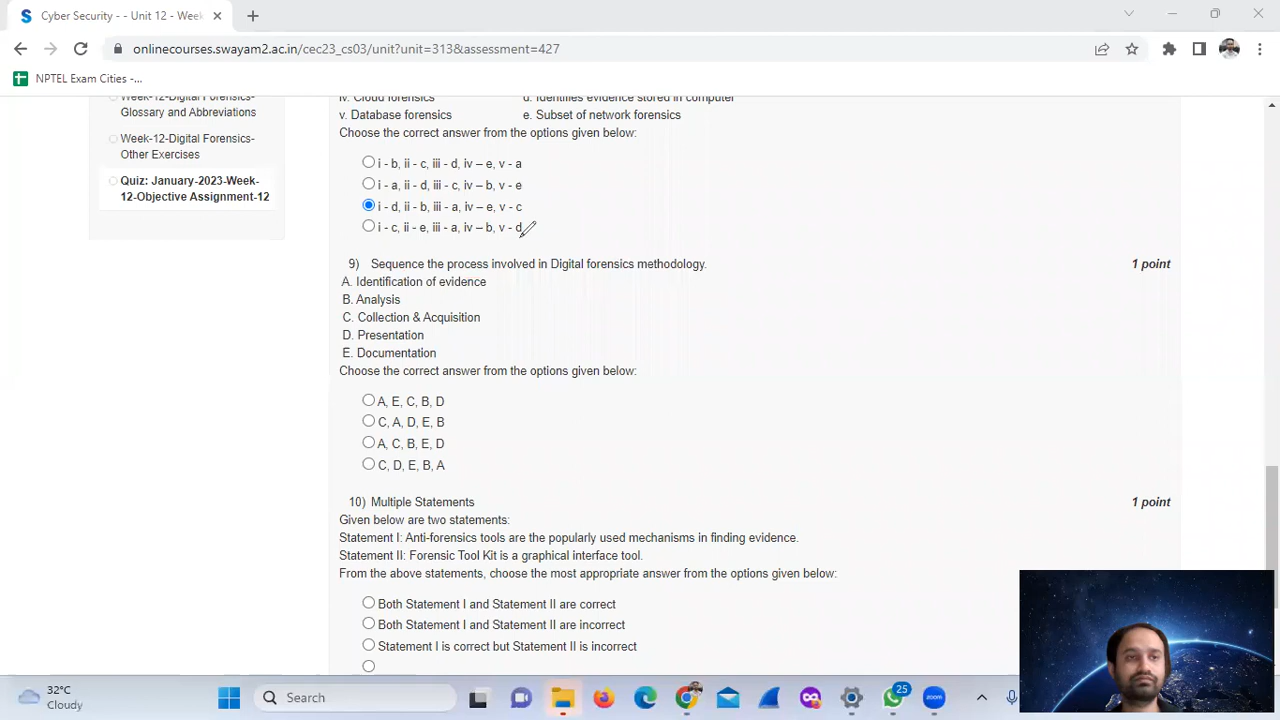 Cyber Security - - Unit 12 - Week
onlinecourses.swayam2.ac.in/cec23_cs03/unit?unit=313&assessment=427
NPTEL Exam Cities -...
Week-12-Digital Forensics-
Glossary and Abbreviations
Week-12-Digital Forensics-
Other Exercises
Quiz: January-2023-Week-
12-Objective Assignment-12
iv. Cloud forensics d. Identifies evidence stored in computer
v. Database forensics e. Subset of network forensics
Choose the correct answer from the options given below:
i - b, ii - c, iii - d, iv – e, v - a
i - a, ii - d, iii - c, iv – b, v - e
i - d, ii - b, iii - a, iv – e, v - c
i - c, ii - e, iii - a, iv – b, v - d
9) Sequence the process involved in Digital forensics methodology. 1 point
A. Identification of evidence
B. Analysis
C. Collection & Acquisition
D. Presentation
E. Documentation
Choose the correct answer from the options given below:
A, E, C, B, D
C, A, D, E, B
A, C, B, E, D
C, D, E, B, A
10) Multiple Statements 1 point
Given below are two statements:
Statement I: Anti-forensics tools are the popularly used mechanisms in finding evidence.
Statement II: Forensic Tool Kit is a graphical interface tool.
From the above statements, choose the most appropriate answer from the options given below:
Both Statement I and Statement II are correct
Both Statement I and Statement II are incorrect
Statement I is correct but Statement II is incorrect
32°C
Cloudy
Search
25
zoom